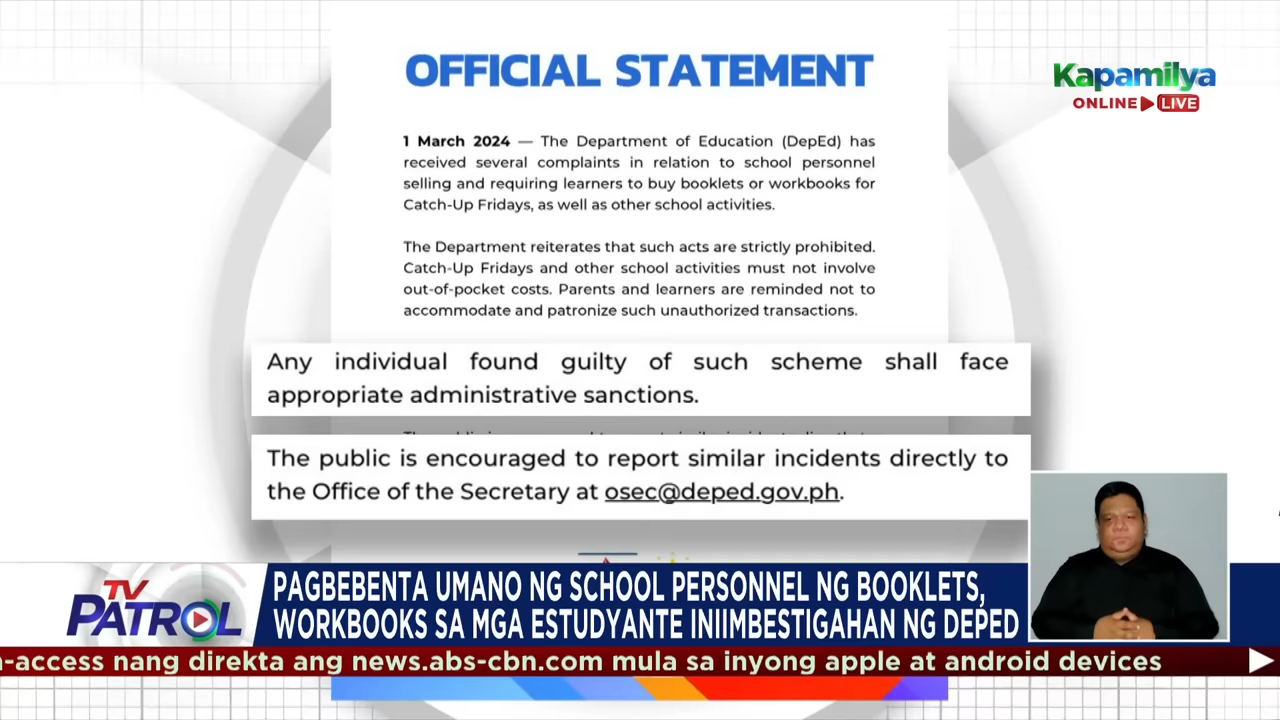 OFFICIAL STATEMENT
Kapamilya
ONLINE LIVE
1 March 2024 — The Department of Education (DepEd) has
received several complaints in relation to school personnel
selling and requiring learners to buy booklets or workbooks for
Catch-Up Fridays, as well as other school activities.
The Department reiterates that such acts are strictly prohibited.
Catch-Up Fridays and other school activities must not involve
out-of-pocket costs. Parents and learners are reminded not to
accommodate and patronize such unauthorized transactions.
Any individual found guilty of such scheme shall face
appropriate administrative sanctions.
The public is encouraged to report similar incidents directly to
the Office of the Secretary at osec@deped.gov.ph.
TV
PATROL
PAGBEBENTA UMANO NG SCHOOL PERSONNEL NG BOOKLETS,
WORKBOOKS SA MGA ESTUDYANTE INIIMBESTIGAHAN NG DEPED
-access nang direkta ang news.abs-cbn.com mula sa inyong apple at android devices